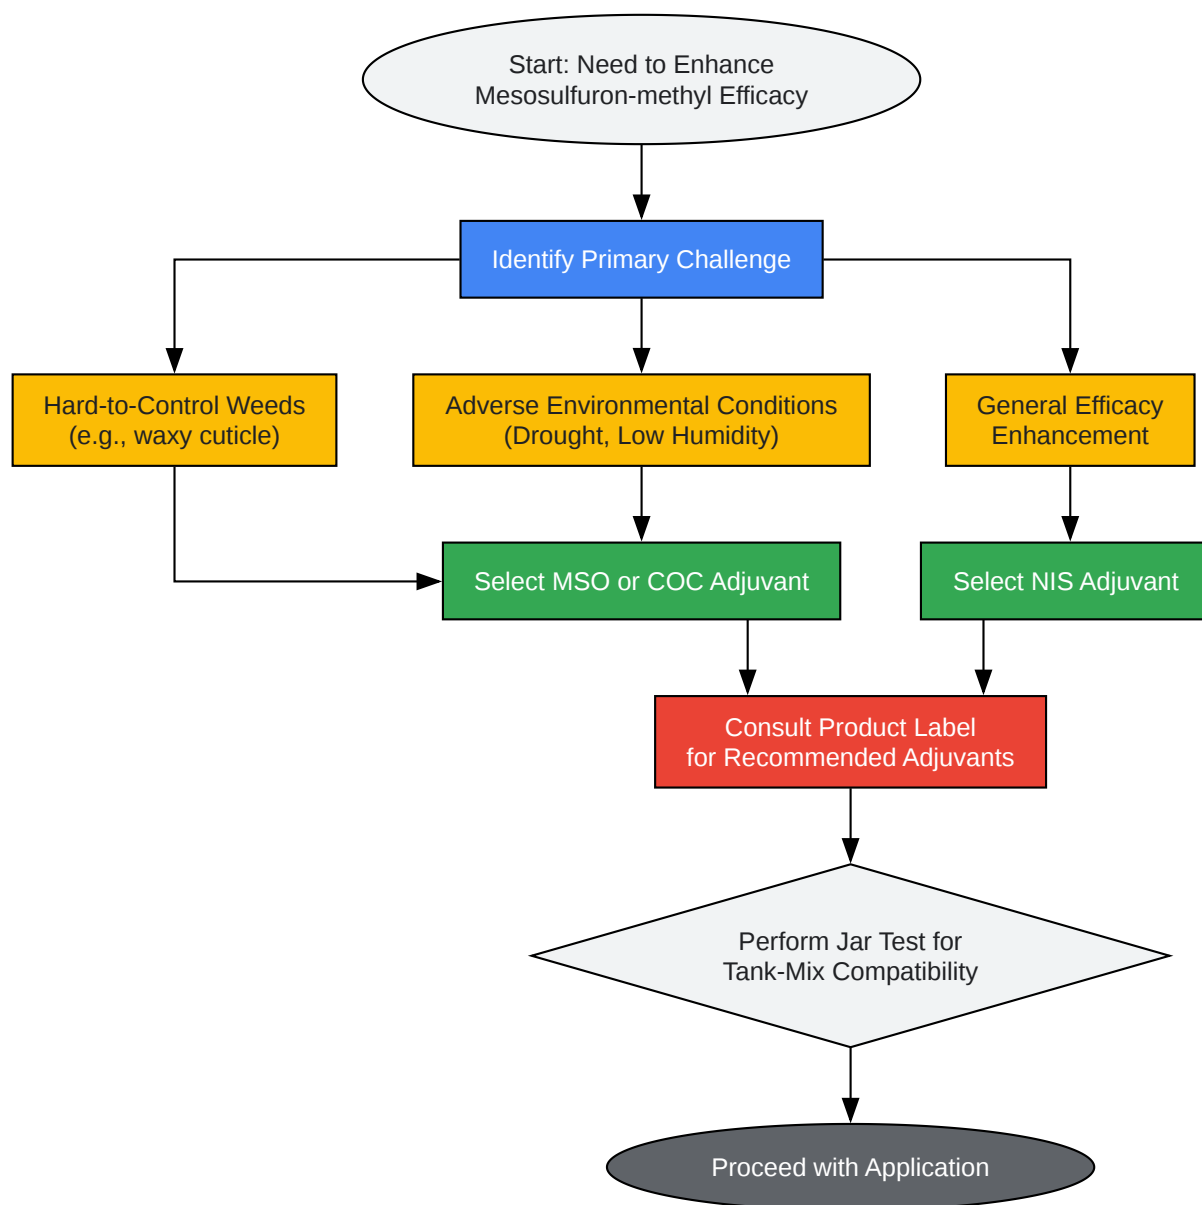 Start: Need to Enhance
Mesosulfuron-methyl Efficacy
Identify Primary Challenge
Hard-to-Control Weeds
(e.g., waxy cuticle)
Adverse Environmental Conditions
(Drought, Low Humidity)
General Efficacy
Enhancement
Select MSO or COC Adjuvant
Select NIS Adjuvant
Consult Product Label
for Recommended Adjuvants
Perform Jar Test for
Tank-Mix Compatibility
Proceed with Application